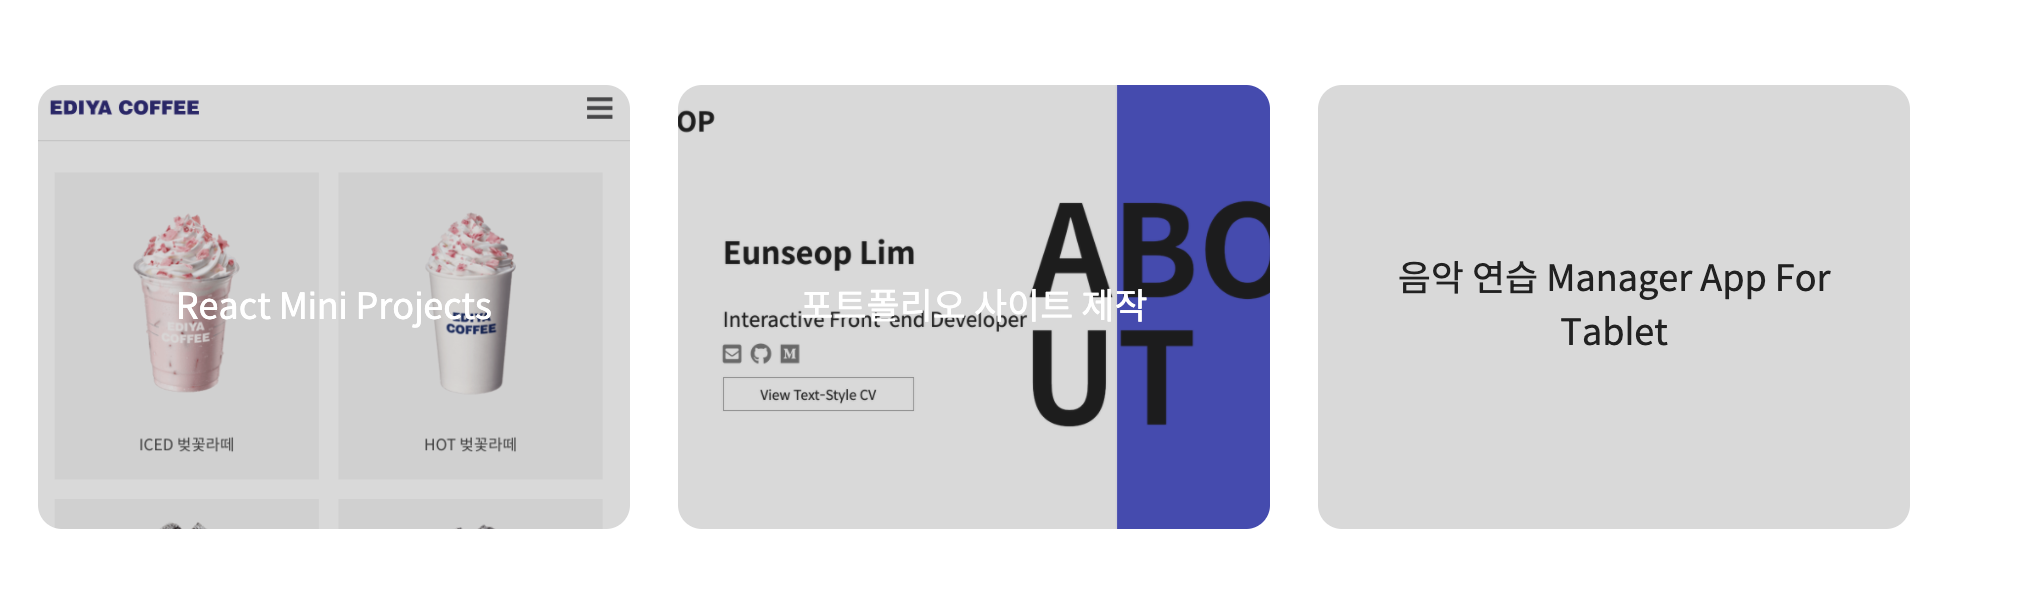 EDIYA COFFEE
React Mini Projects
EDIYA
COFFEE
EDIYA
COFFEE
ICED 벚꽃라떼
HOT 벚꽃라떼
OP
Eunseop Lim
포트폴리오 사이트 제작
Interactive Front-end Developer
M
View Text-Style CV
ABO
UT
음악 연습 Manager App For
Tablet